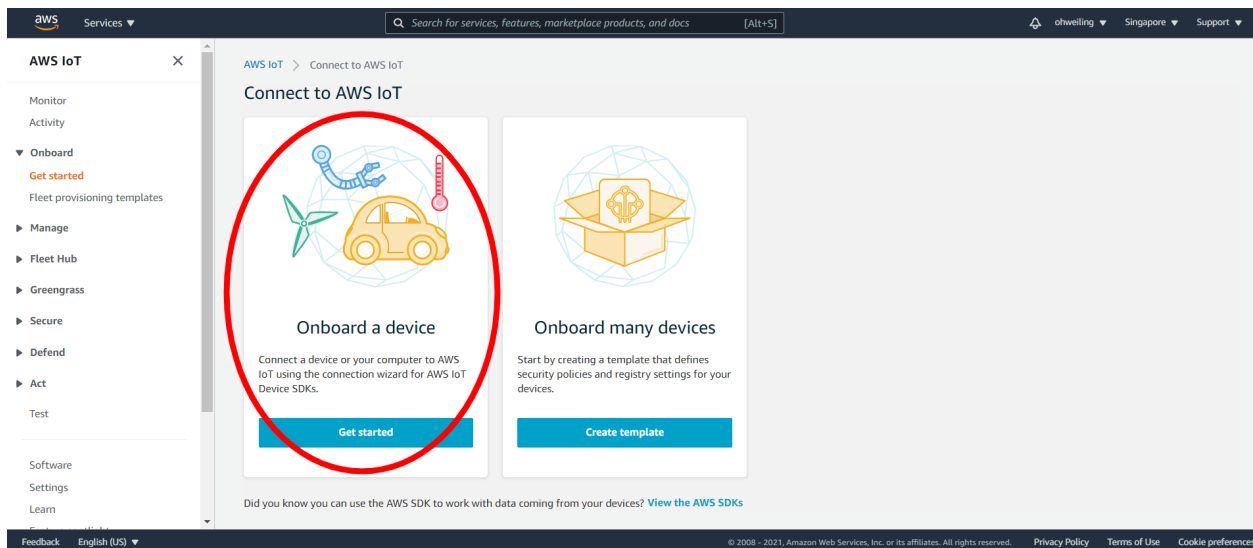 aws Services ▼ Search for services, features, marketplace products, and docs [Alt+S] ohweiling ▼ Singapore ▼ Support ▼
AWS IoT
Monitor
Activity
Onboard
Get started
Fleet provisioning templates
Manage
Fleet Hub
Greengrass
Secure
Defend
Act
Test
Software
Settings
Learn
AWS IoT > Connect to AWS IoT
Connect to AWS IoT
Onboard a device
Connect a device or your computer to AWS
IoT using the connection wizard for AWS IoT
Device SDKs.
Get started
Onboard many devices
Start by creating a template that defines
security policies and registry settings for your
devices.
Create template
Did you know you can use the AWS SDK to work with data coming from your devices? View the AWS SDKs
Feedback English (US) ▼ © 2008 - 2021, Amazon Web Services, Inc. or its affiliates. All rights reserved. Privacy Policy Terms of Use Cookie preferences